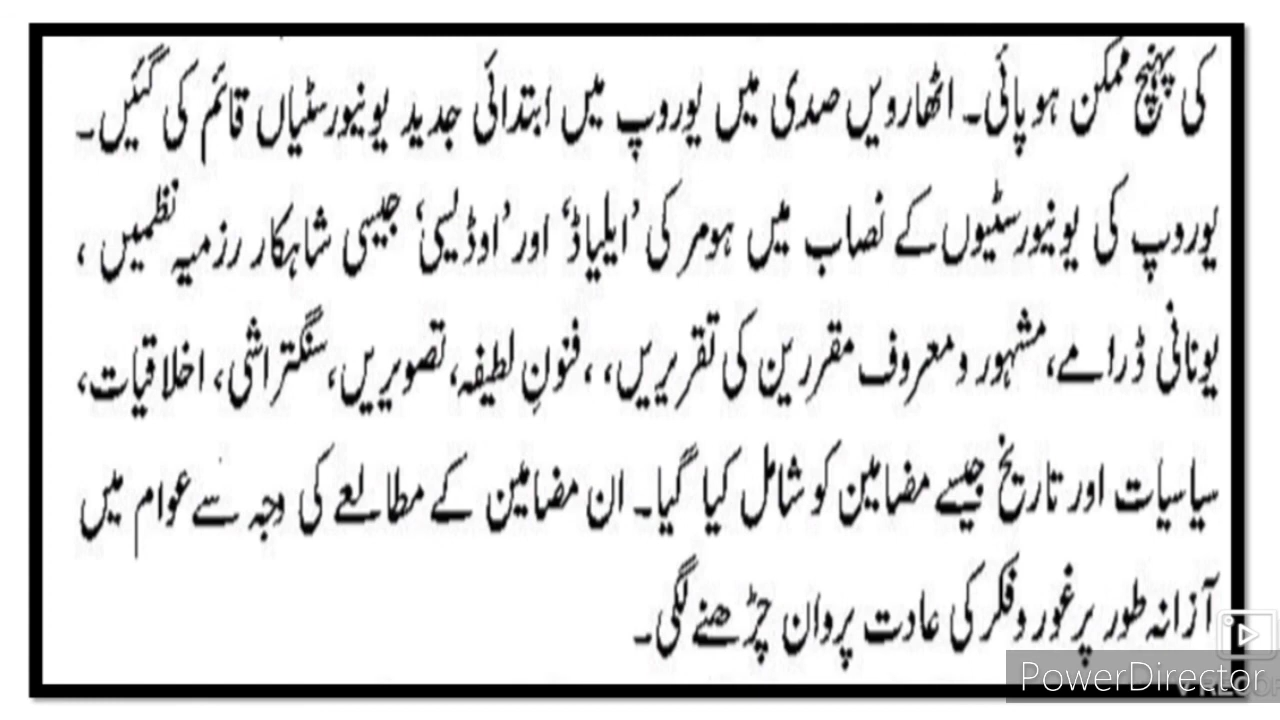 کی پہنچ ممکن ہو پائی۔ اٹھارویں صدی میں یوروپ میں ابتدائی جدید یونیورسٹیاں قائم کی گئیں۔
یوروپ کی یونیورسٹیوں کے نصاب میں ہومر کی ’ایلیاڈ‘ اور ’اوڈلیسی‘ جیسی شاہکار رزمیہ نظمیں ،
یونانی ڈرامے، مشہور و معروف مقررین کی تقریریں، ، فنونِ لطیفہ، تصویریں، سنگتراشی، اخلاقیات،
سیاسیات اور تاریخ جیسے مضامین کو شامل کیا گیا۔ ان مضامین کے مطالعے کی وجہ سے عوام میں
آزانہ طور پر غور و فکر کی عادت پروان چڑھنے لگی۔
PowerDirector